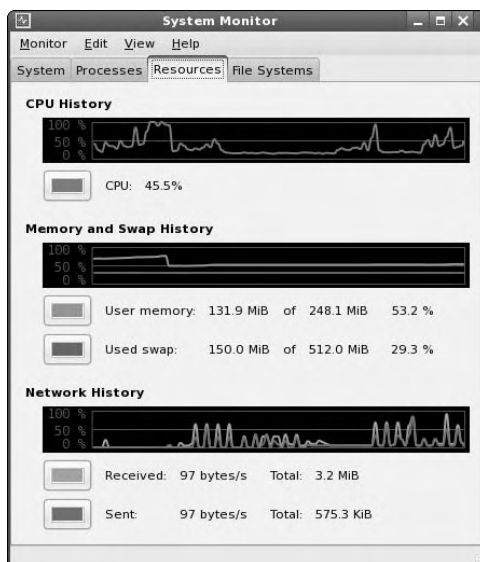 System Monitor
Monitor Edit View Help
System Processes Resources File Systems
CPU History
100 %
50 %
0 %
CPU: 45.5%
Memory and Swap History
100 %
50 %
0 %
User memory: 131.9 MiB of 248.1 MiB 53.2 %
Used swap: 150.0 MiB of 512.0 MiB 29.3 %
Network History
100 %
50 %
0 %
Received: 97 bytes/s Total: 3.2 MiB
Sent: 97 bytes/s Total: 575.3 KiB